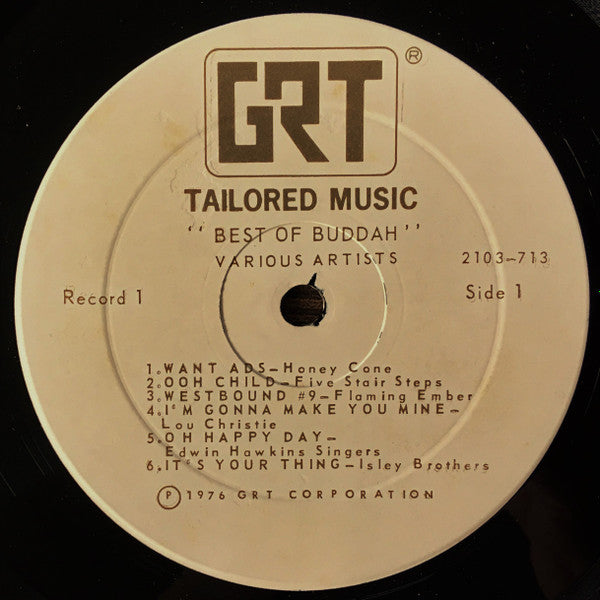 GRT®
TAILORED MUSIC
"BEST OF BUDDAH"
VARIOUS ARTISTS
2103-713
Record 1
Side 1
1. WANT ADS—Honey Cone
2. OOH CHILD—Five Stair Steps
3. WESTBOUND #9—Flaming Ember
4. I'M GONNA MAKE YOU MINE—
Lou Christie
5. OH HAPPY DAY—
Edwin Hawkins Singers
6. IT'S YOUR THING—Isley Brothers
Ⓟ 1976 GRT CORPORATION